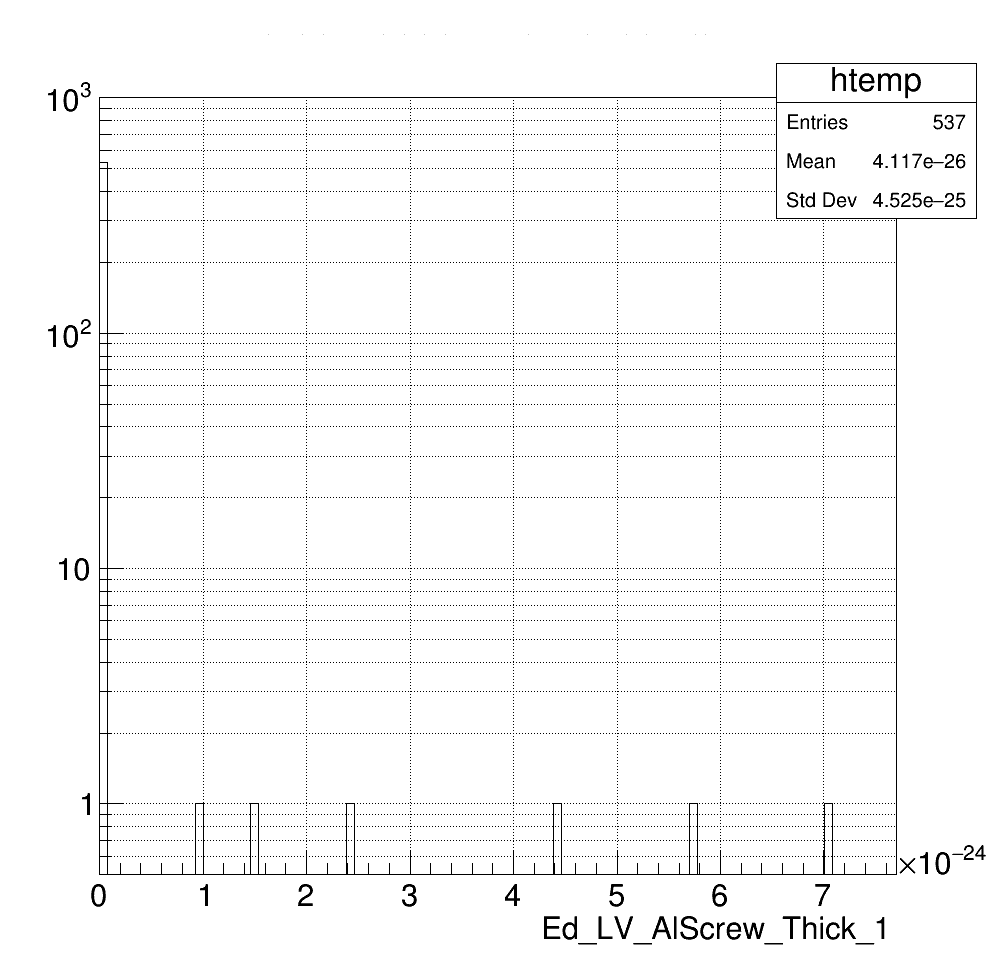 htemp
Entries 537
Mean 4.117e−26
Std Dev 4.525e−25
10³
10²
10
1
0 1 2 3 4 5 6 7
×10⁻²⁴
Ed_LV_AlScrew_Thick_1